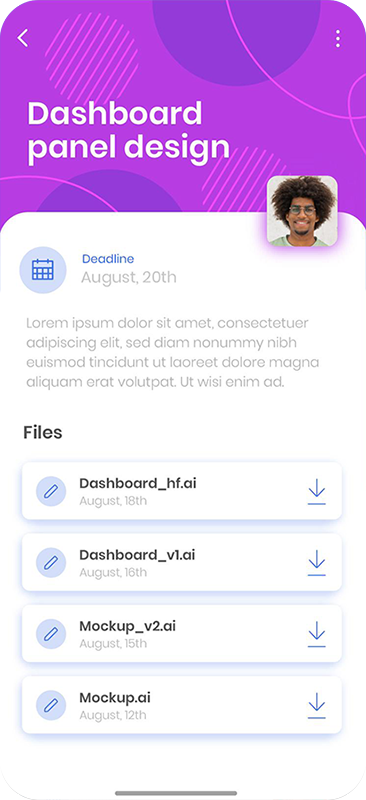 Dashboard
panel design
Deadline
August, 20th
Lorem ipsum dolor sit amet, consectetuer
adipiscing elit, sed diam nonummy nibh
euismod tincidunt ut laoreet dolore magna
aliquam erat volutpat. Ut wisi enim ad.
Files
Dashboard_hf.ai
August, 18th
Dashboard_v1.ai
August, 16th
Mockup_v2.ai
August, 15th
Mockup.ai
August, 12th